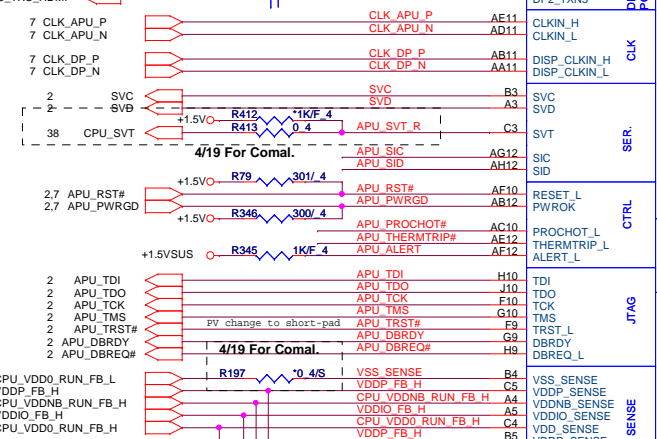 CLK_APU_P AE11 CLKIN_H
7 CLK_APU_P
CLK_APU_N AD11 CLKIN_L
7 CLK_APU_N
CLK
CLK_DP_P AB11 DISP_CLKIN_H
7 CLK_DP_P
CLK_DP_N AA11 DISP_CLKIN_L
7 CLK_DP_N
2 SVC SVC B3 SVC
2 SVD SVD A3 SVD
+1.5V R412 *1K/F_4
38 CPU_SVT R413 0_4 APU_SVT_R C3 SVT
SER.
4/19 For Comal.
APU_SIC AG12 SIC
APU_SID AH12 SID
+1.5V R79 301/_4
2,7 APU_RST# APU_RST# AF10 RESET_L
2,7 APU_PWRGD APU_PWRGD AB12 PWROK
+1.5V R346 300/_4
CTRL
APU_PROCHOT# AC10 PROCHOT_L
APU_THERMTRIP# AE12 THERMTRIP_L
+1.5VSUS R345 1K/F_4 APU_ALERT AF12 ALERT_L
2 APU_TDI APU_TDI H10 TDI
2 APU_TDO APU_TDO J10 TDO
2 APU_TCK APU_TCK F10 TCK
2 APU_TMS APU_TMS G10 TMS
JTAG
2 APU_TRST# PV change to short-pad APU_TRST# F9 TRST_L
2 APU_DBRDY APU_DBRDY G9 DBRDY
2 APU_DBREQ# APU_DBREQ# H9 DBREQ_L
4/19 For Comal.
CPU_VDD0_RUN_FB_L R197 *0_4/S VSS_SENSE B4 VSS_SENSE
VDDP_FB_H VDDP_FB_H C5 VDDP_SENSE
CPU_VDDNB_RUN_FB_H CPU_VDDNB_RUN_FB_H A4 VDDNB_SENSE
VDDIO_FB_H VDDIO_FB_H A5 VDDIO_SENSE
CPU_VDD0_RUN_FB_H CPU_VDD0_RUN_FB_H C4 VDD_SENSE
VDDP_FB_H B5
SENSE